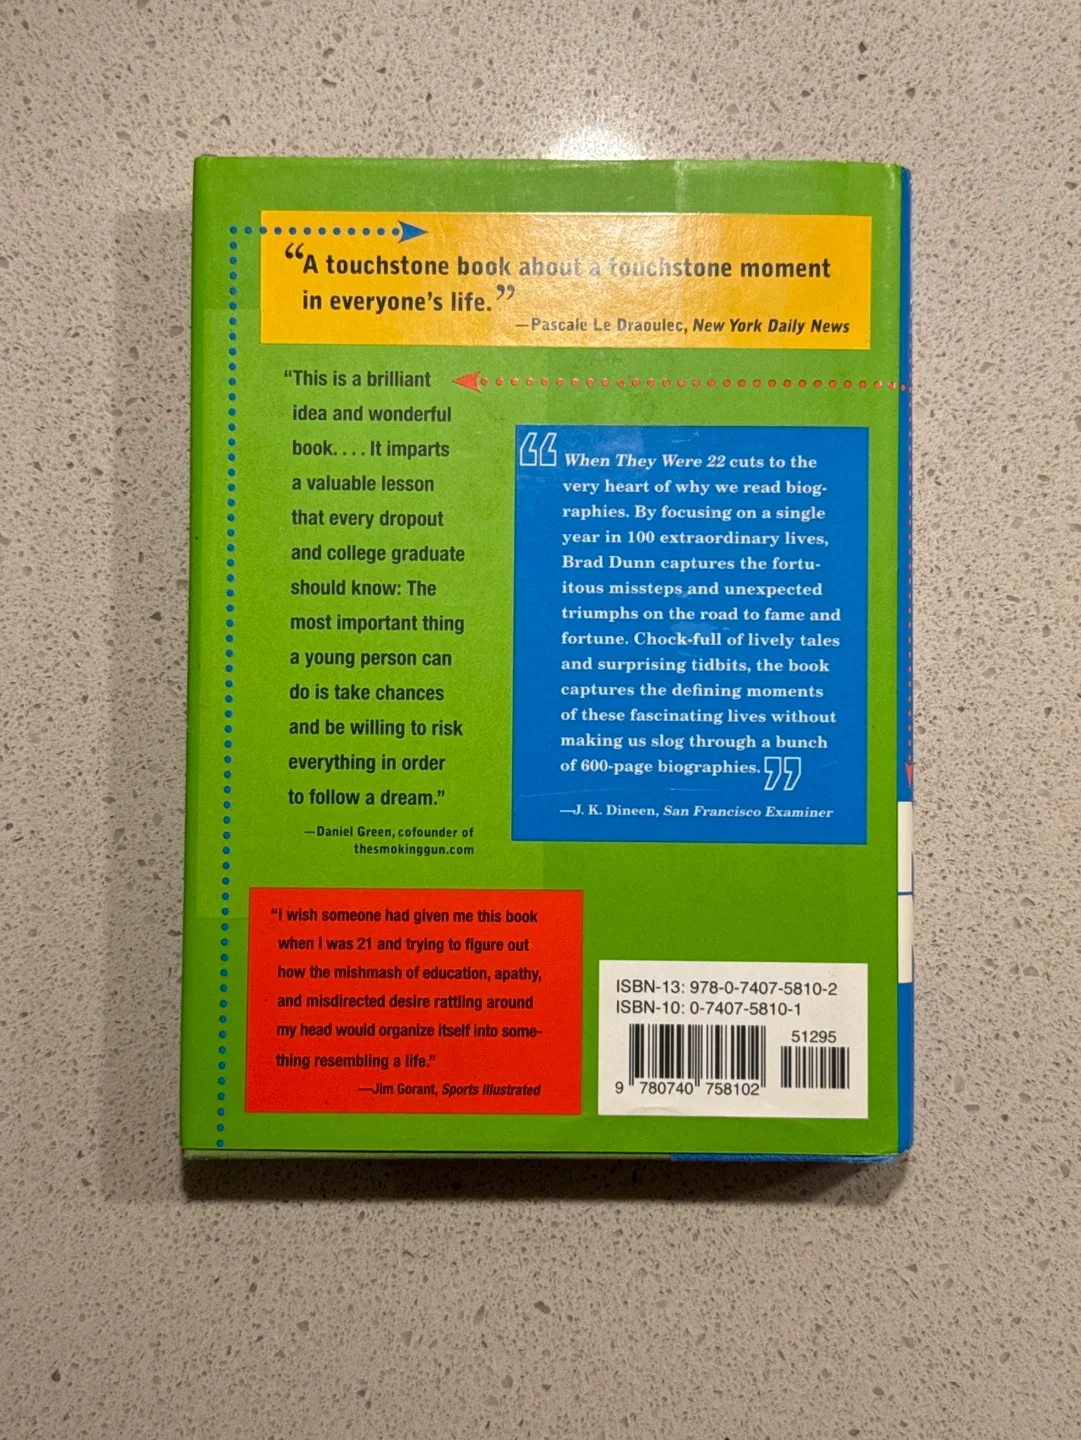 “A touchstone book about a touchstone moment
in everyone’s life.”
—Pascale Le Draoulec, New York Daily News
“This is a brilliant
idea and wonderful
book. . . . It imparts
a valuable lesson
that every dropout
and college graduate
should know: The
most important thing
a young person can
do is take chances
and be willing to risk
everything in order
to follow a dream.”
—Daniel Green, cofounder of
thesmokinggun.com
“When They Were 22 cuts to the
very heart of why we read biog-
raphies. By focusing on a single
year in 100 extraordinary lives,
Brad Dunn captures the fortu-
itous missteps and unexpected
triumphs on the road to fame and
fortune. Chock-full of lively tales
and surprising tidbits, the book
captures the defining moments
of these fascinating lives without
making us slog through a bunch
of 600-page biographies.”
—J. K. Dineen, San Francisco Examiner
“I wish someone had given me this book
when I was 21 and trying to figure out
how the mishmash of education, apathy,
and misdirected desire rattling around
my head would organize itself into some-
thing resembling a life.”
—Jim Gorant, Sports Illustrated
ISBN-13: 978-0-7407-5810-2
ISBN-10: 0-7407-5810-1
51295
9 780740 758102